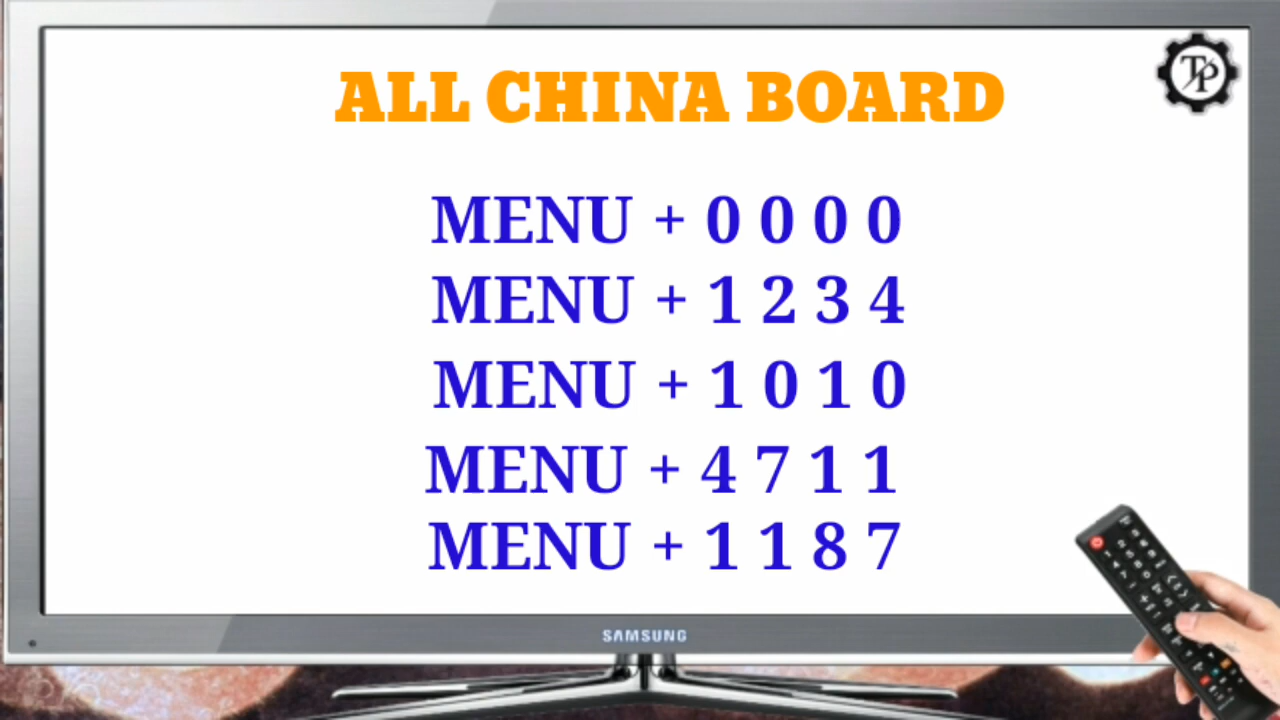 ALL CHINA BOARD
TP
MENU + 0 0 0 0
MENU + 1 2 3 4
MENU + 1 0 1 0
MENU + 4 7 1 1
MENU + 1 1 8 7
SAMSUNG